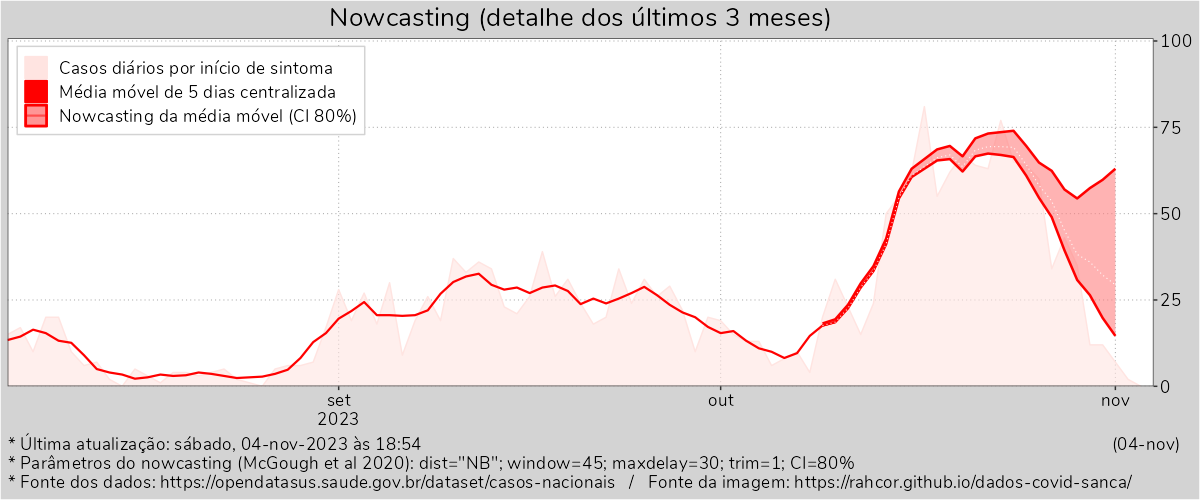 Nowcasting (detalhe dos últimos 3 meses)
Casos diários por início de sintoma
Média móvel de 5 dias centralizada
Nowcasting da média móvel (CI 80%)
100
75
50
25
0
set
2023
out
nov
* Última atualização: sábado, 04-nov-2023 às 18:54
(04-nov)
* Parâmetros do nowcasting (McGough et al 2020): dist="NB"; window=45; maxdelay=30; trim=1; CI=80%
* Fonte dos dados: https://opendatasus.saude.gov.br/dataset/casos-nacionais / Fonte da imagem: https://rahcor.github.io/dados-covid-sanca/